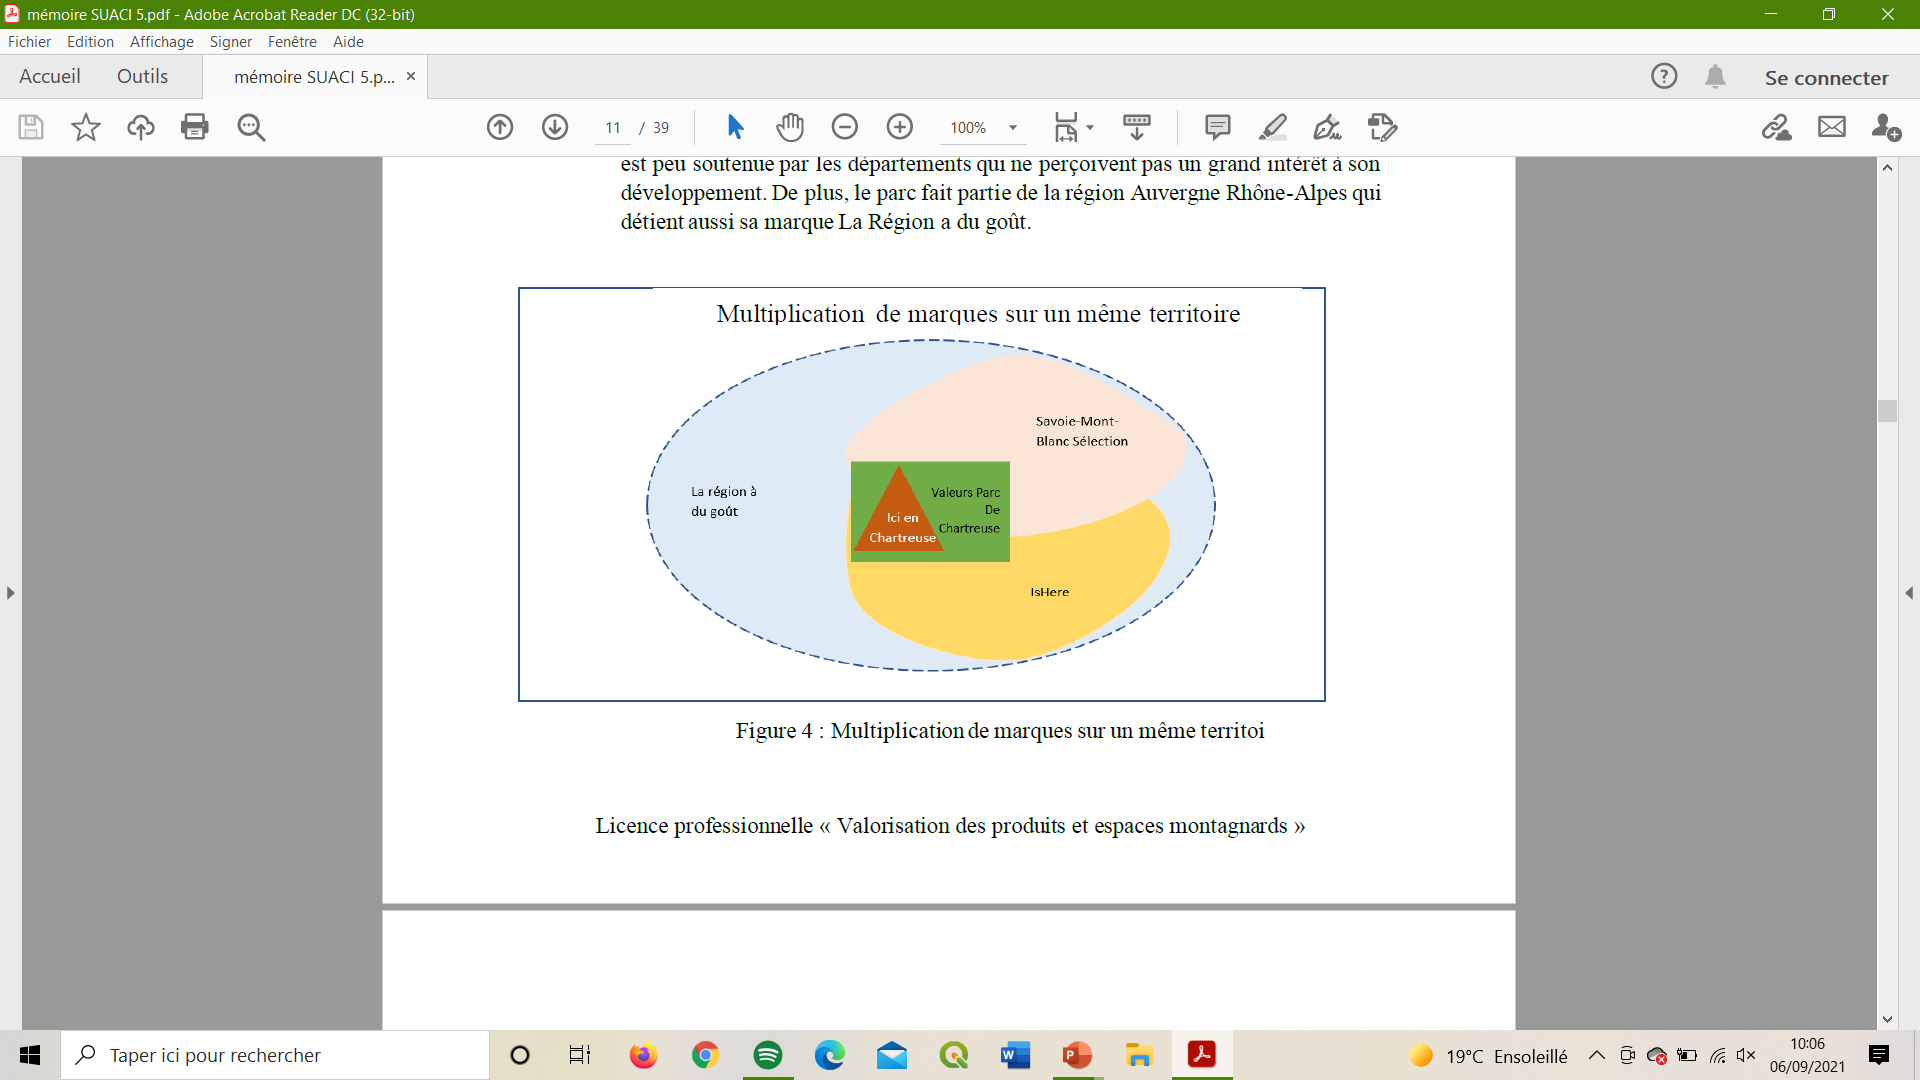 mémoire SUACI 5.pdf - Adobe Acrobat Reader DC (32-bit)
Fichier Edition Affichage Signer Fenêtre Aide
Accueil Outils mémoire SUACI 5.p... × Se connecter
11 / 39 100%
est peu soutenue par les départements qui ne perçoivent pas un grand intérêt à son
développement. De plus, le parc fait partie de la région Auvergne Rhône-Alpes qui
détient aussi sa marque La Région a du goût.
Multiplication de marques sur un même territoire
Savoie-Mont-
Blanc Sélection
La région à
du goût
Valeurs Parc
De
Chartreuse
Ici en
Chartreuse
IsHere
Figure 4 : Multiplication de marques sur un même territoi
Licence professionnelle « Valorisation des produits et espaces montagnards »
Taper ici pour rechercher
19°C Ensoleillé
10:06
06/09/2021